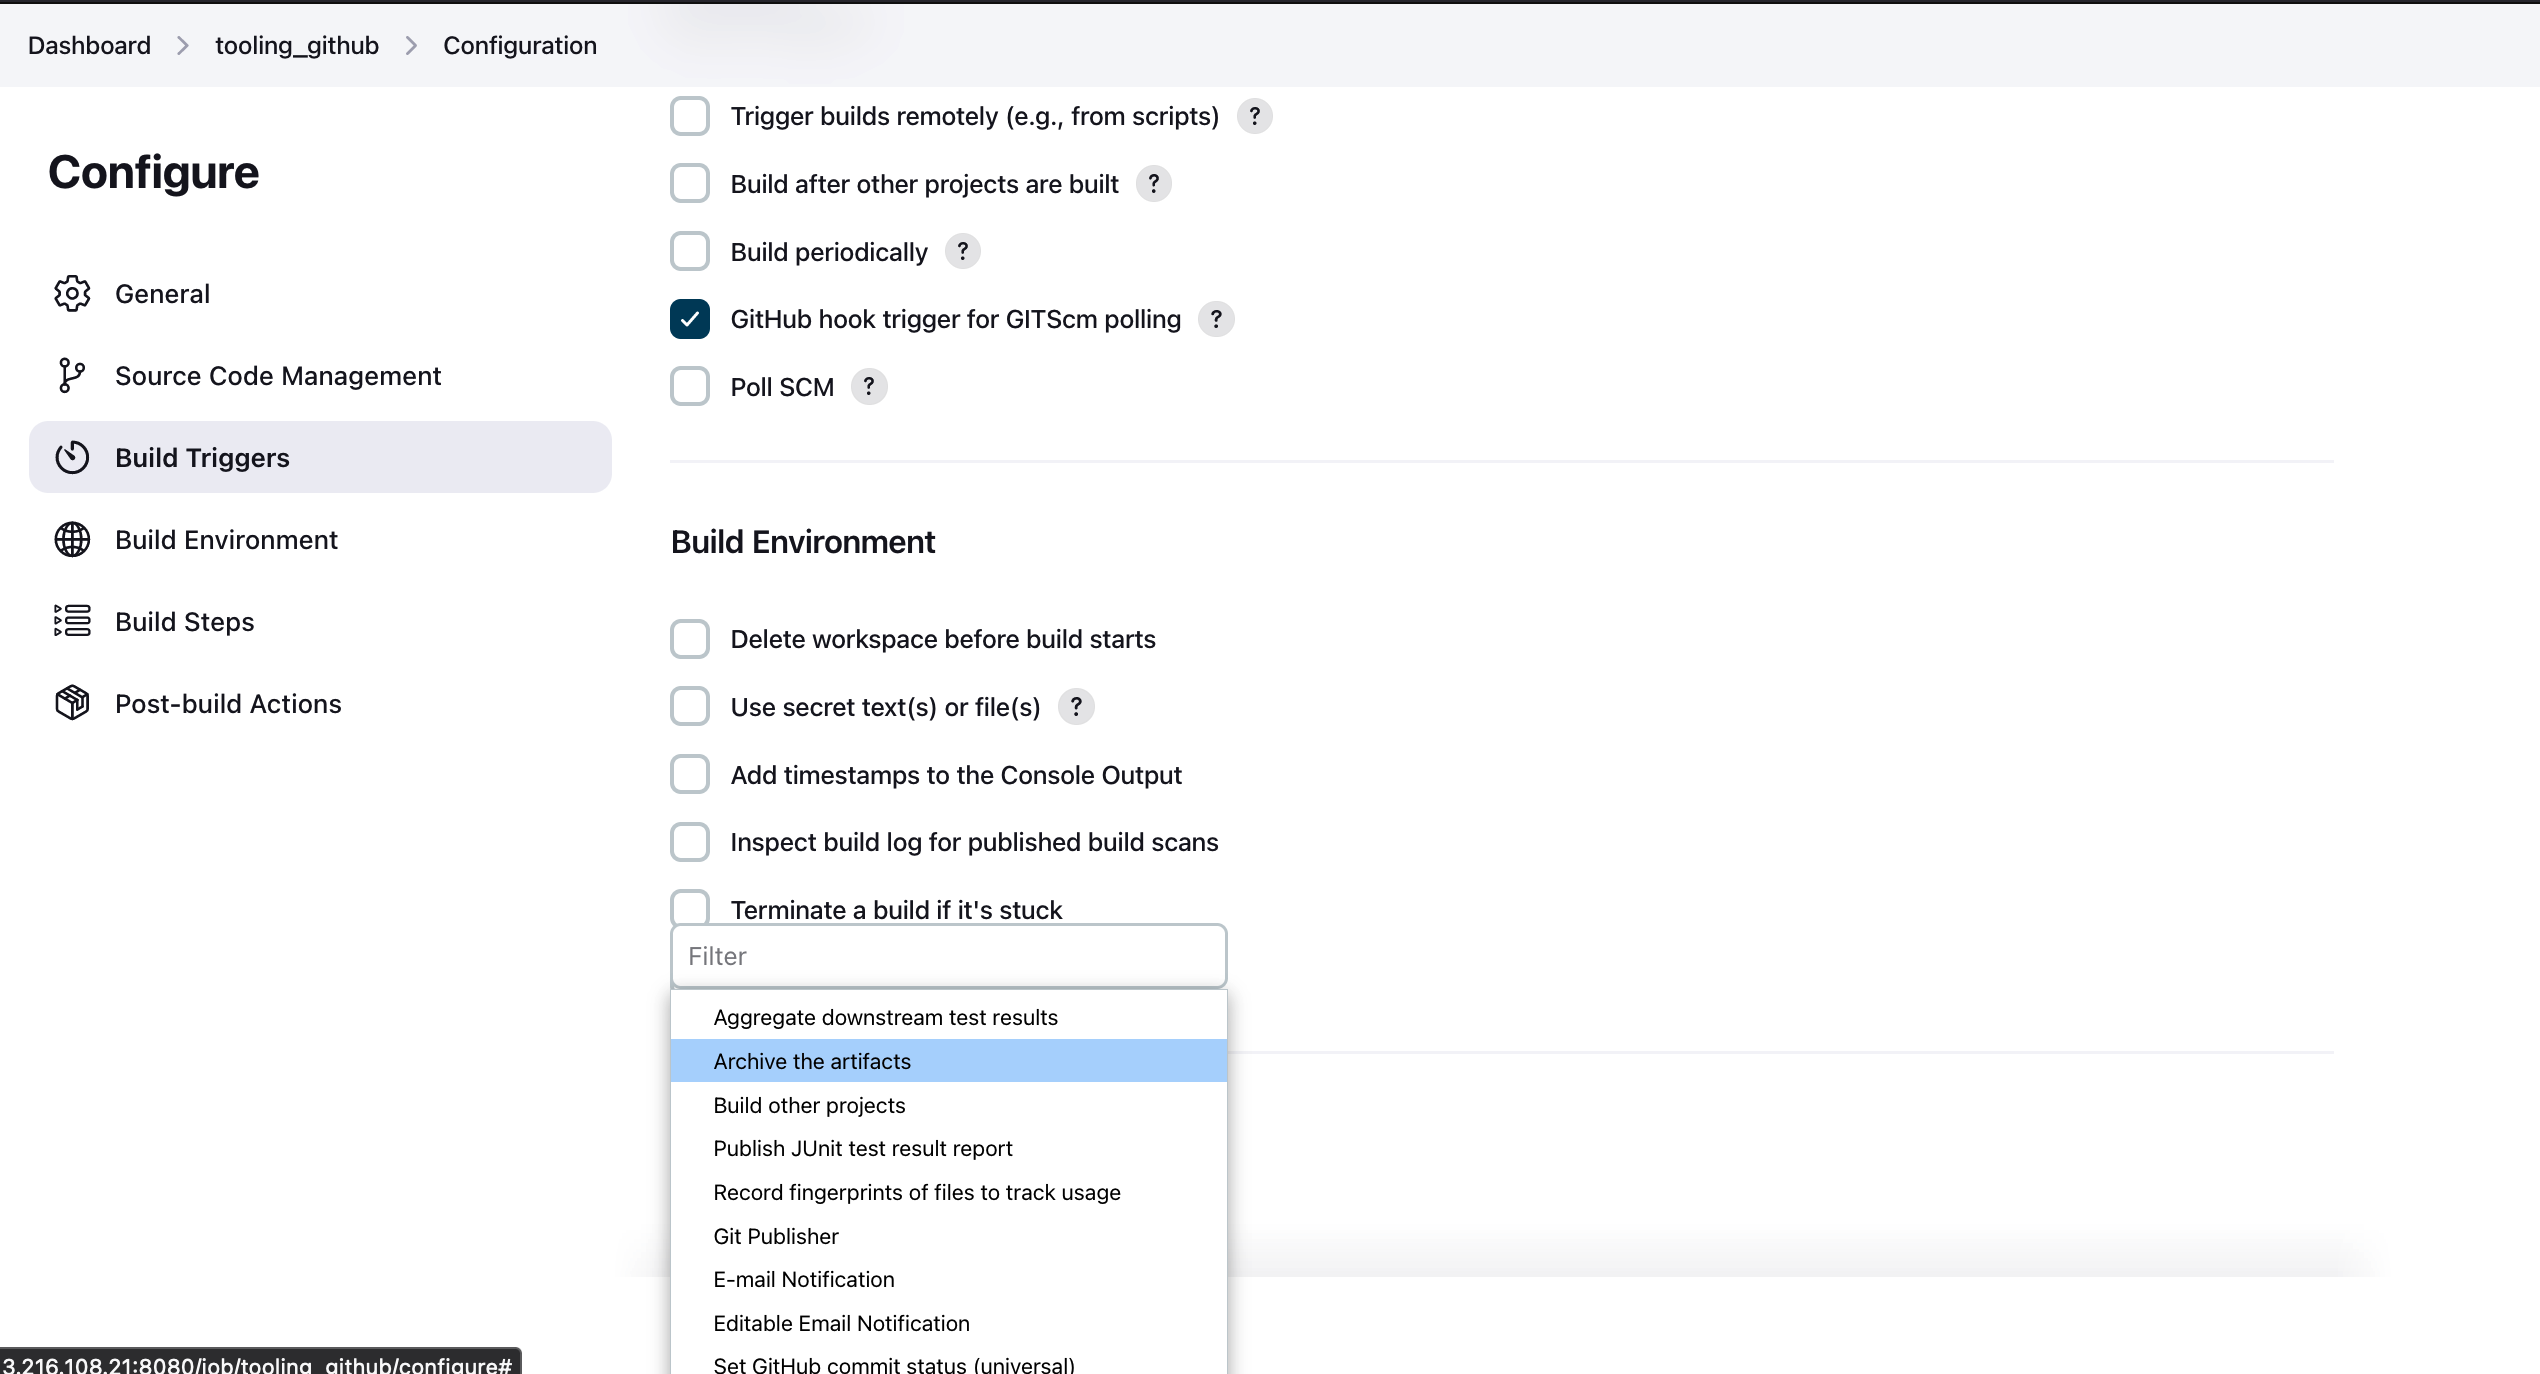 Dashboard > tooling_github > Configuration
Configure
General
Source Code Management
Build Triggers
Build Environment
Build Steps
Post-build Actions
Trigger builds remotely (e.g., from scripts) ?
Build after other projects are built ?
Build periodically ?
GitHub hook trigger for GITScm polling ?
Poll SCM ?
Build Environment
Delete workspace before build starts
Use secret text(s) or file(s) ?
Add timestamps to the Console Output
Inspect build log for published build scans
Terminate a build if it's stuck
Filter
Aggregate downstream test results
Archive the artifacts
Build other projects
Publish JUnit test result report
Record fingerprints of files to track usage
Git Publisher
E-mail Notification
Editable Email Notification
Set GitHub commit status (universal)
3.216.108.21:8080/job/tooling_github/configure#